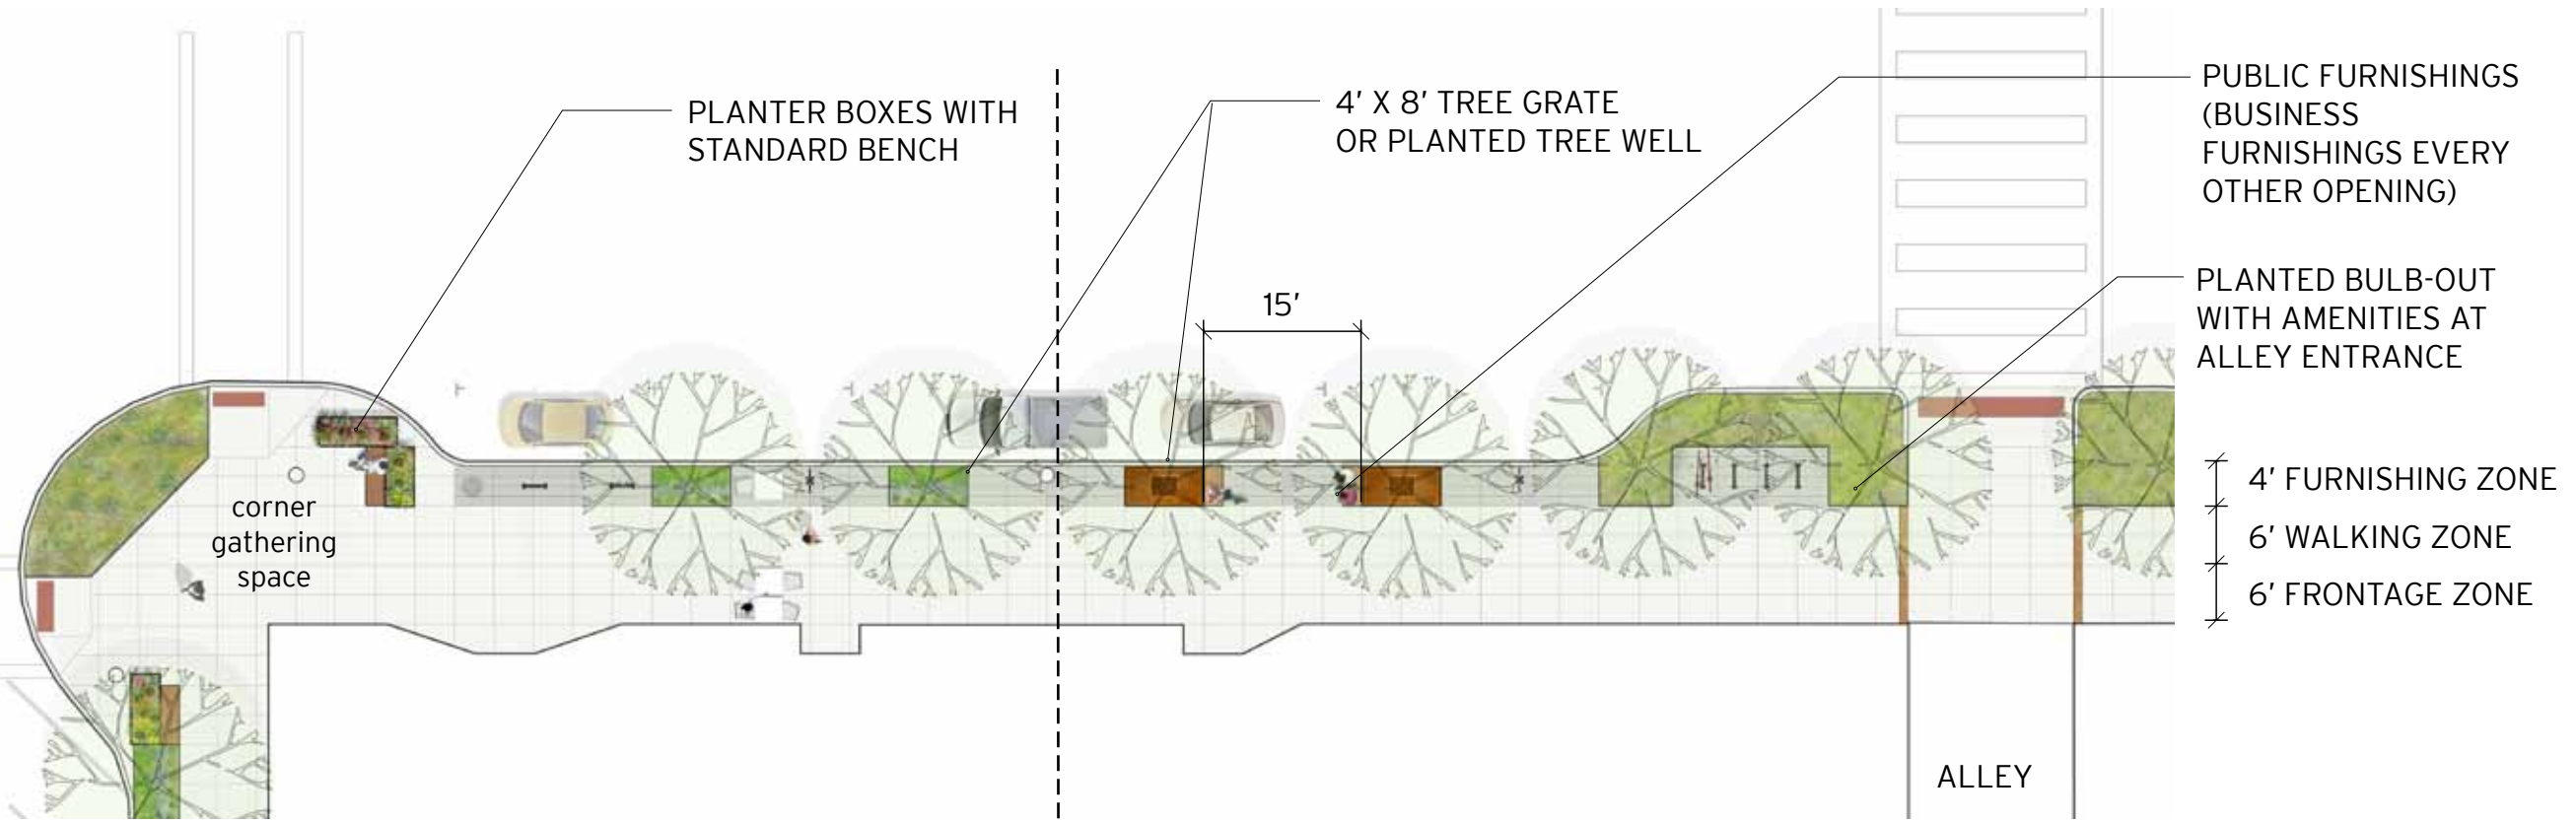 PLANTER BOXES WITH
STANDARD BENCH
4' X 8' TREE GRATE
OR PLANTED TREE WELL
PUBLIC FURNISHINGS
(BUSINESS
FURNISHINGS EVERY
OTHER OPENING)
PLANTED BULB-OUT
WITH AMENITIES AT
ALLEY ENTRANCE
15'
corner
gathering
space
4' FURNISHING ZONE
6' WALKING ZONE
6' FRONTAGE ZONE
ALLEY